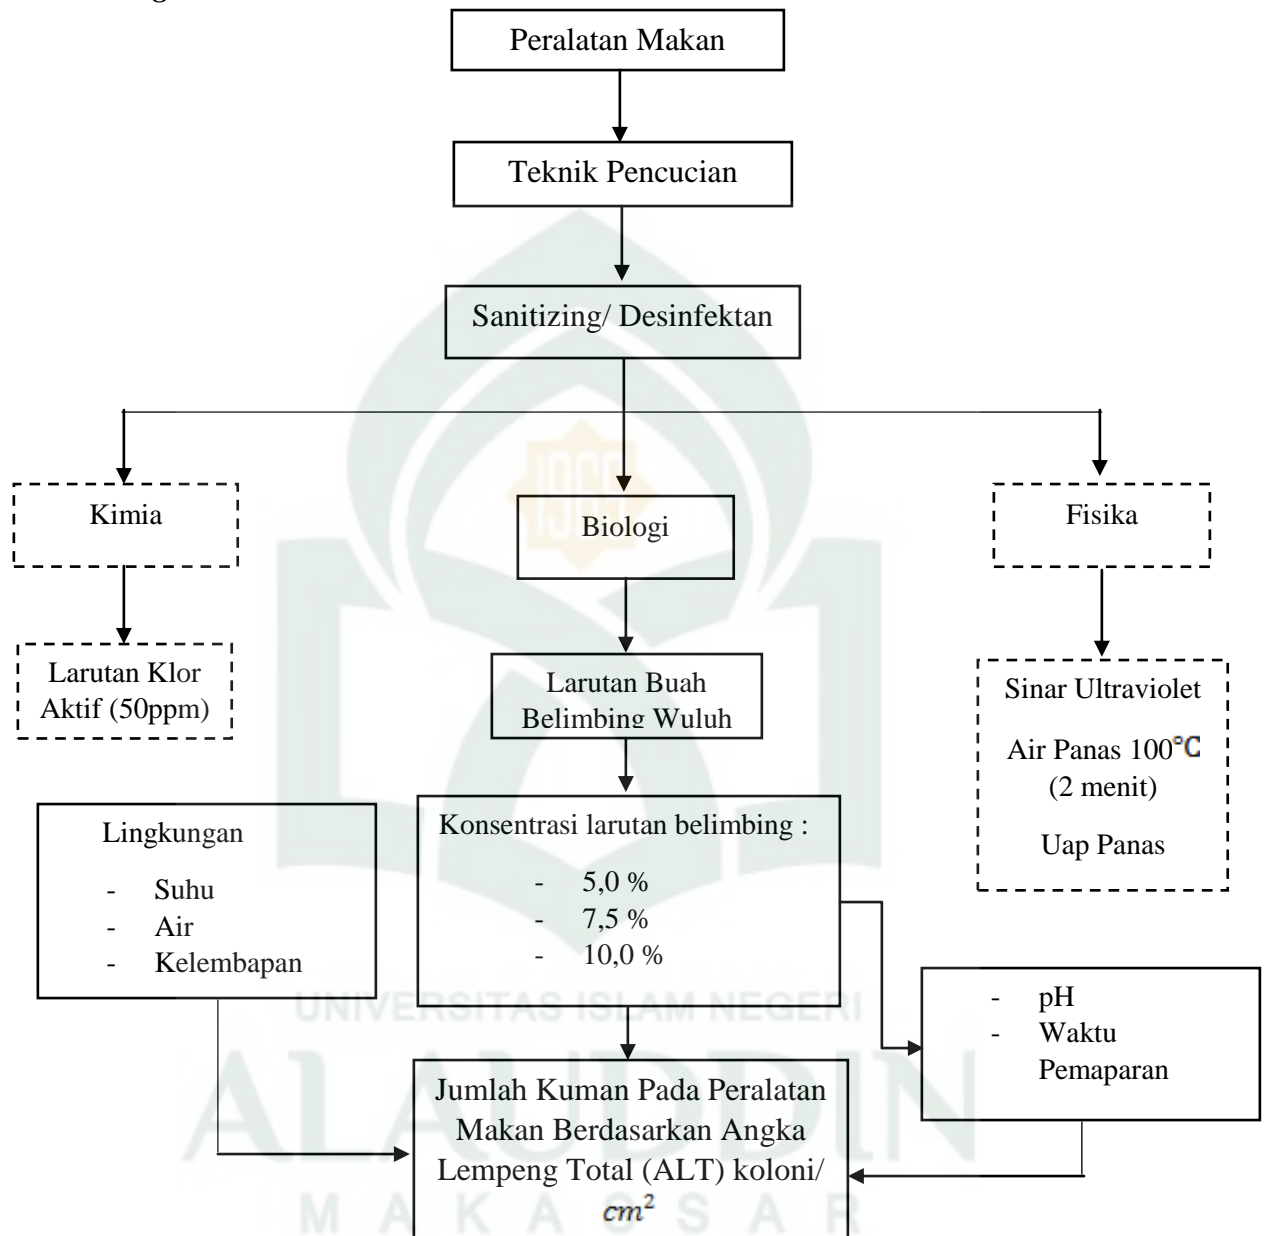 Peralatan Makan
Teknik Pencucian
Sanitizing/ Desinfektan
Kimia
Biologi
Fisika
Larutan Klor
Aktif (50ppm)
Larutan Buah
Belimbing Wuluh
Sinar Ultraviolet
Air Panas 100°C
(2 menit)
Uap Panas
Lingkungan
- Suhu
- Air
- Kelembapan
Konsentrasi larutan belimbing :
- 5,0 %
- 7,5 %
- 10,0 %
- pH
- Waktu
Pemaparan
Jumlah Kuman Pada Peralatan
Makan Berdasarkan Angka
Lempeng Total (ALT) koloni/
cm²
1965
UNIVERSITAS ISLAM NEGERI
ALAUDDIN
MAKASSAR